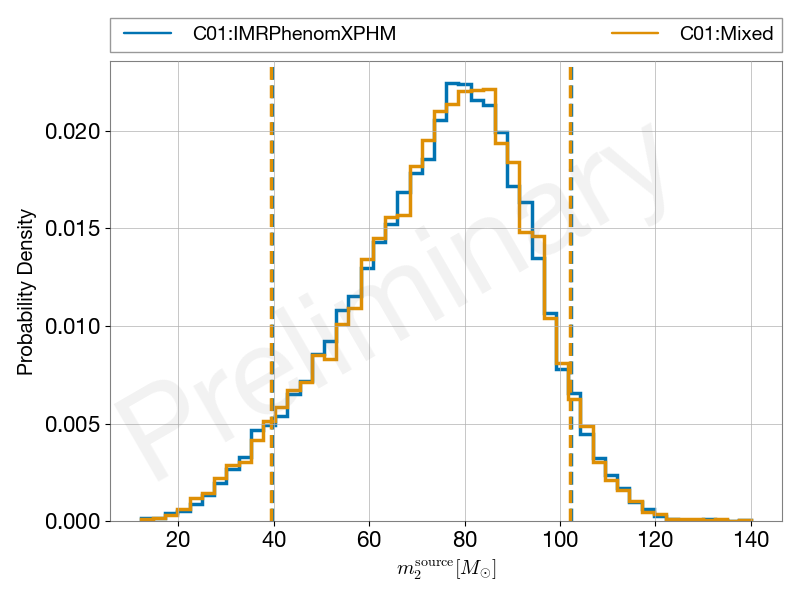 C01:IMRPhenomXPHM C01:Mixed
0.020
0.015
0.010
0.005
0.000
Probability Density
Preliminary
20 40 60 80 100 120 140
m₂^source[M⊙]